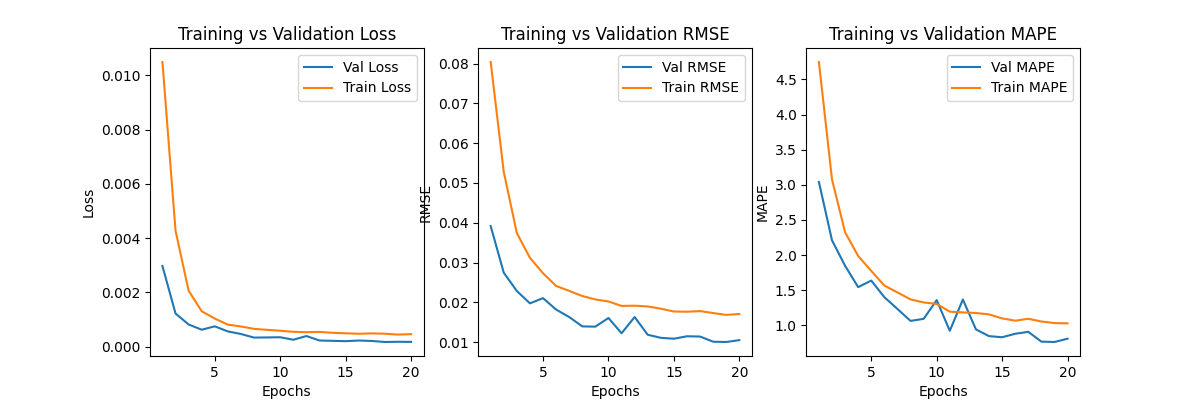 Training vs Validation Loss
Val Loss
Train Loss
0.010
0.008
0.006
0.004
0.002
0.000
Loss
5
10
15
20
Epochs
Training vs Validation RMSE
Val RMSE
Train RMSE
0.08
0.07
0.06
0.05
0.04
0.03
0.02
0.01
RMSE
5
10
15
20
Epochs
Training vs Validation MAPE
Val MAPE
Train MAPE
4.5
4.0
3.5
3.0
2.5
2.0
1.5
1.0
MAPE
5
10
15
20
Epochs